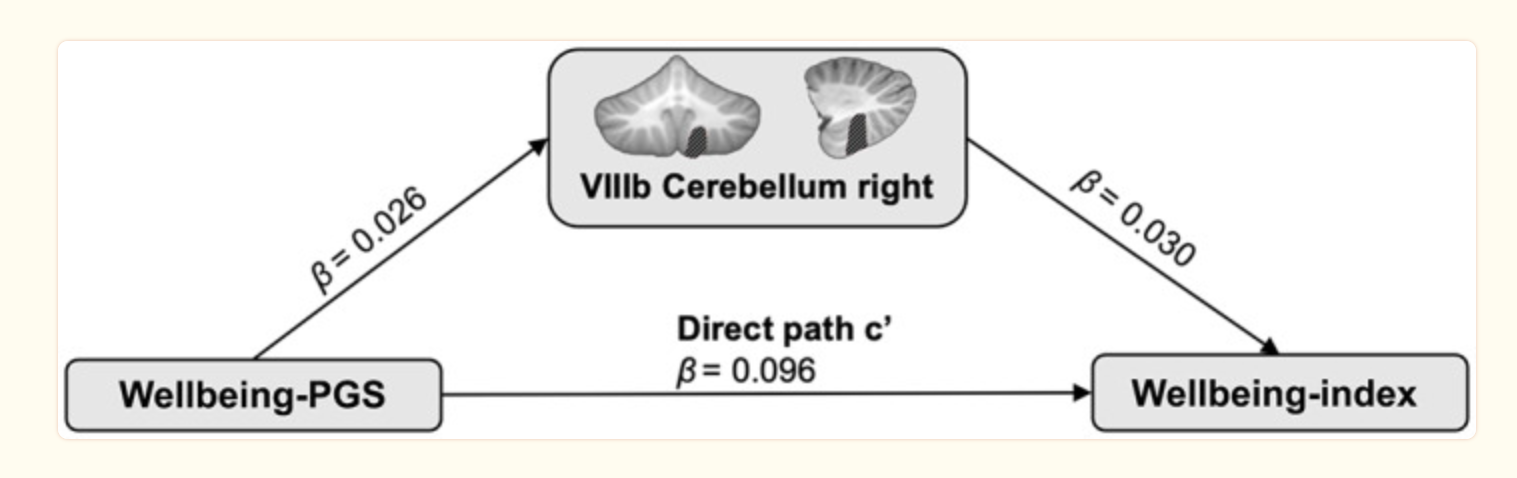 VIIIb Cerebellum right
β = 0.026
β = 0.030
Direct path c’
β = 0.096
Wellbeing-PGS
Wellbeing-index